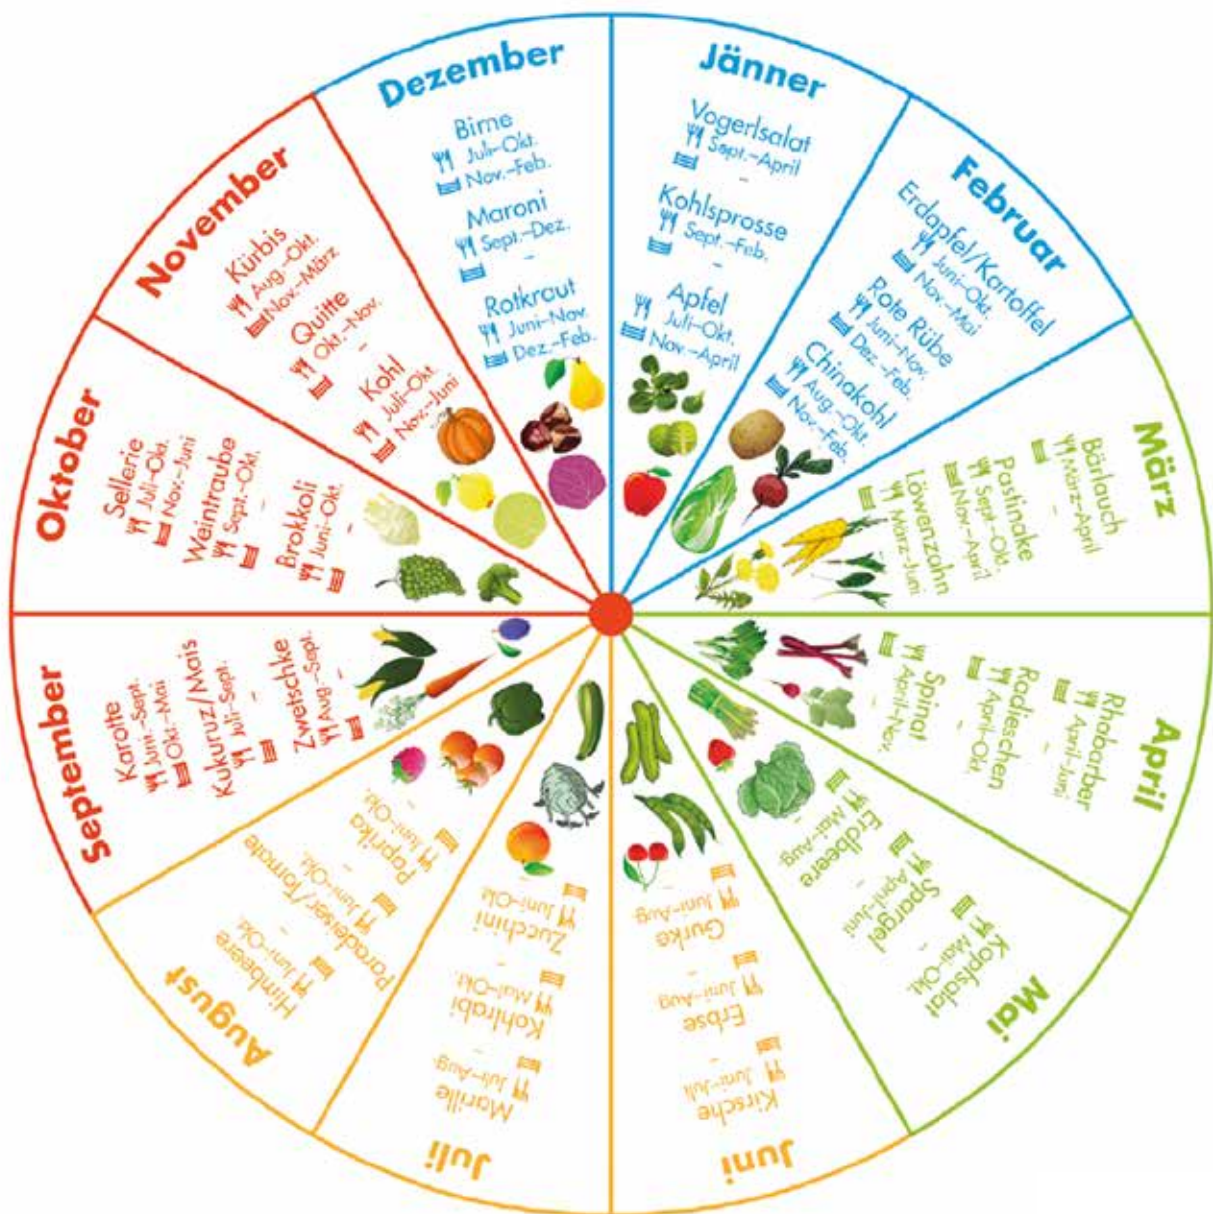 Jänner
Vogerlsalat
Sept.–April
–
Kohlsprosse
Sept.–Feb.
–
Apfel
Juli–Okt.
Nov.–April
Februar
Erdapfel/Kartoffel
Juni–Okt.
Nov.–Mai
Rote Rübe
Juni–Nov.
Dez.–Feb.
Chinakohl
Aug.–Okt.
Nov.–Feb.
März
Bärlauch
März–April
–
Pastinake
Sept.–Okt.
Nov.–April
Löwenzahn
März–Juni
–
April
Rhabarber
April–Juni
–
Radieschen
April–Okt.
–
Spinat
April–Nov.
–
Mai
Kopfsalat
Mai–Okt.
–
Spargel
April–Juni
–
Erdbeere
Mai–Aug.
–
Juni
Kirsche
Juni–Juli
–
Erbse
Juni–Aug.
–
Gurke
Juni–Aug.
–
Juli
Marille
Juli–Aug.
–
Kohlrabi
Mai–Okt.
–
Zucchini
Juni–Okt.
–
August
Himbeere
Juni–Okt.
–
Paradeiser/Tomate
Juni–Okt.
–
Paprika
Juni–Okt.
–
September
Karotte
Juni–Sept.
Okt.–Mai
Kukuruz/Mais
Juli–Sept.
–
Zwetschke
Aug.–Sept.
–
Oktober
Sellerie
Juli–Okt.
Nov.–Juni
Weintraube
Sept.–Okt.
–
Brokkoli
Juni–Okt.
–
November
Kürbis
Aug.–Okt.
Nov.–März
Quitte
Okt.–Nov.
–
Kohl
Juli–Okt.
Nov.–Juni
Dezember
Birne
Juli–Okt.
Nov.–Feb.
Maroni
Sept.–Dez.
–
Rotkraut
Juni–Nov.
Dez.–Feb.